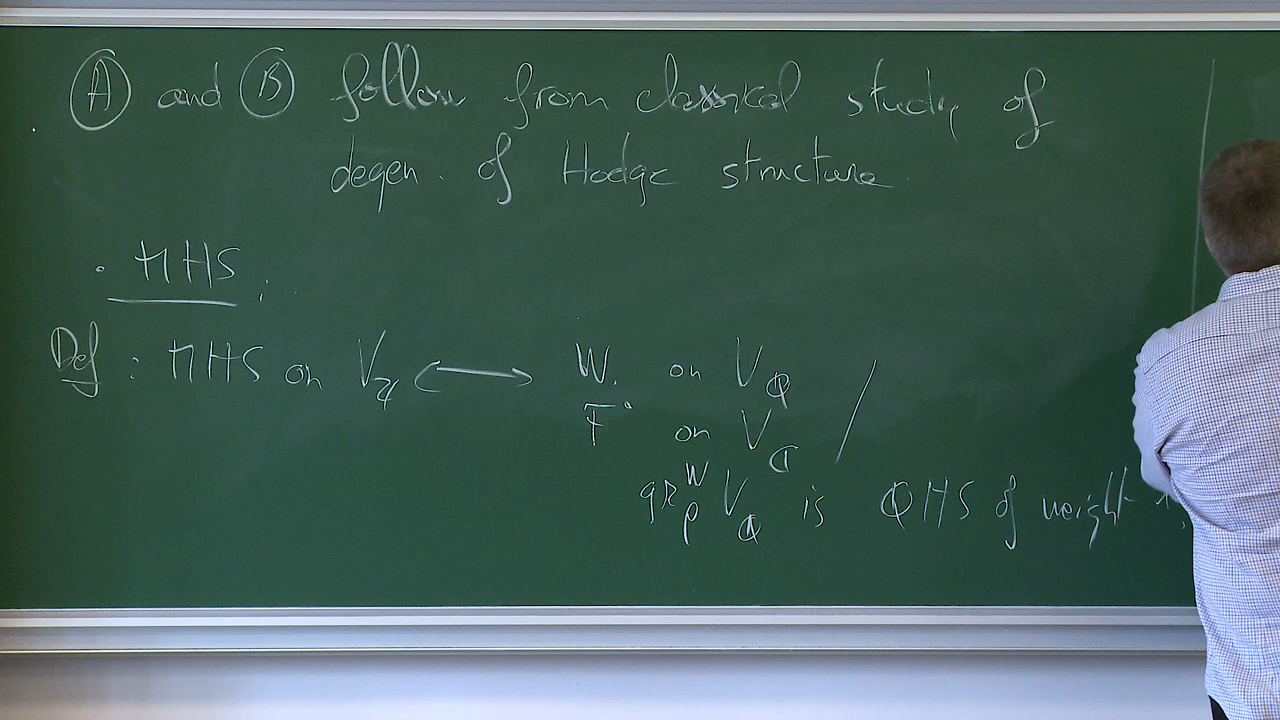 Ⓐ and Ⓑ follow from classical study of
degen. of Hodge structure.
. MHS :
Def : MHS on V_ℤ ⟷ W. on V_ℚ /
F˙ on V_ℂ
gr_p^W V_ℚ is ℚHS of weight